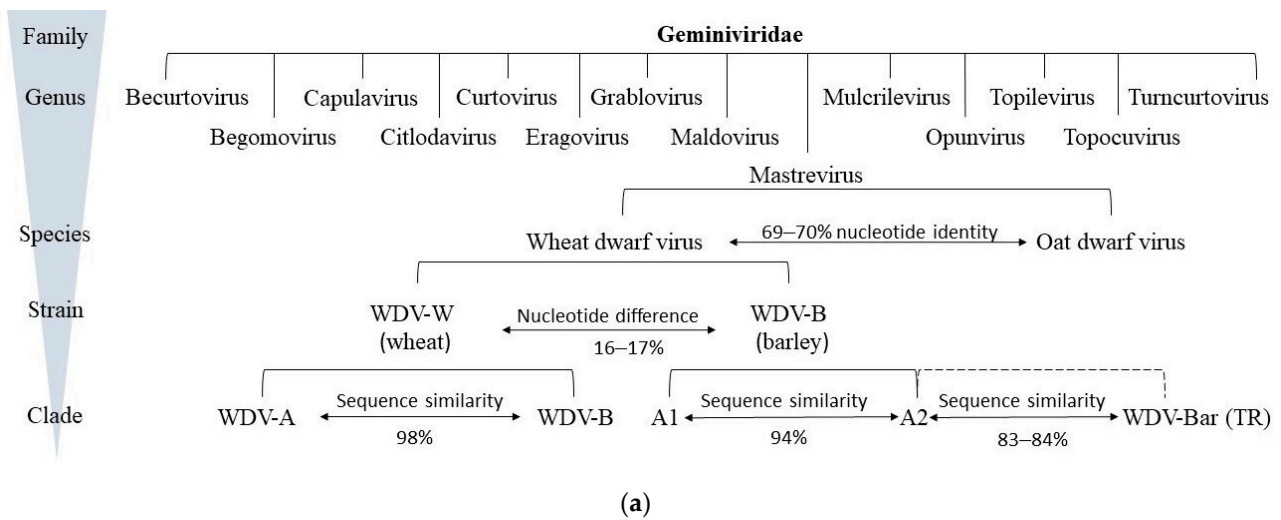 Family
Geminiviridae
Genus
Becurtovirus
Capulavirus
Curtovirus
Grablovirus
Mulcrilevirus
Topilevirus
Turncurtovirus
Begomovirus
Citlodavirus
Eragovirus
Maldovirus
Opunvirus
Topocuvirus
Mastrevirus
Species
Wheat dwarf virus
69–70% nucleotide identity
Oat dwarf virus
Strain
WDV-W
(wheat)
Nucleotide difference
16–17%
WDV-B
(barley)
Clade
WDV-A
Sequence similarity
98%
WDV-B
A1
Sequence similarity
94%
A2
Sequence similarity
83–84%
WDV-Bar (TR)
(a)